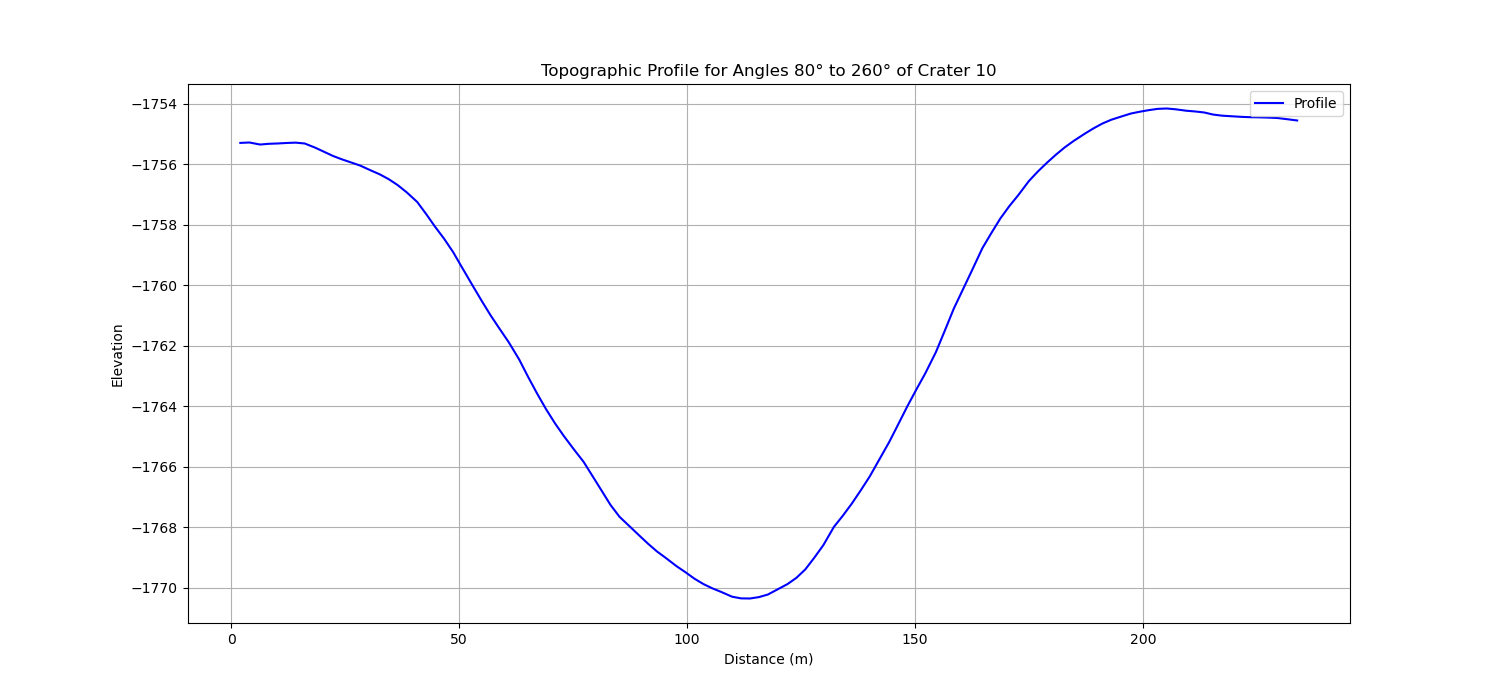 Topographic Profile for Angles 80° to 260° of Crater 10
Profile
−1754
−1756
−1758
−1760
−1762
−1764
−1766
−1768
−1770
Elevation
0 50 100 150 200
Distance (m)